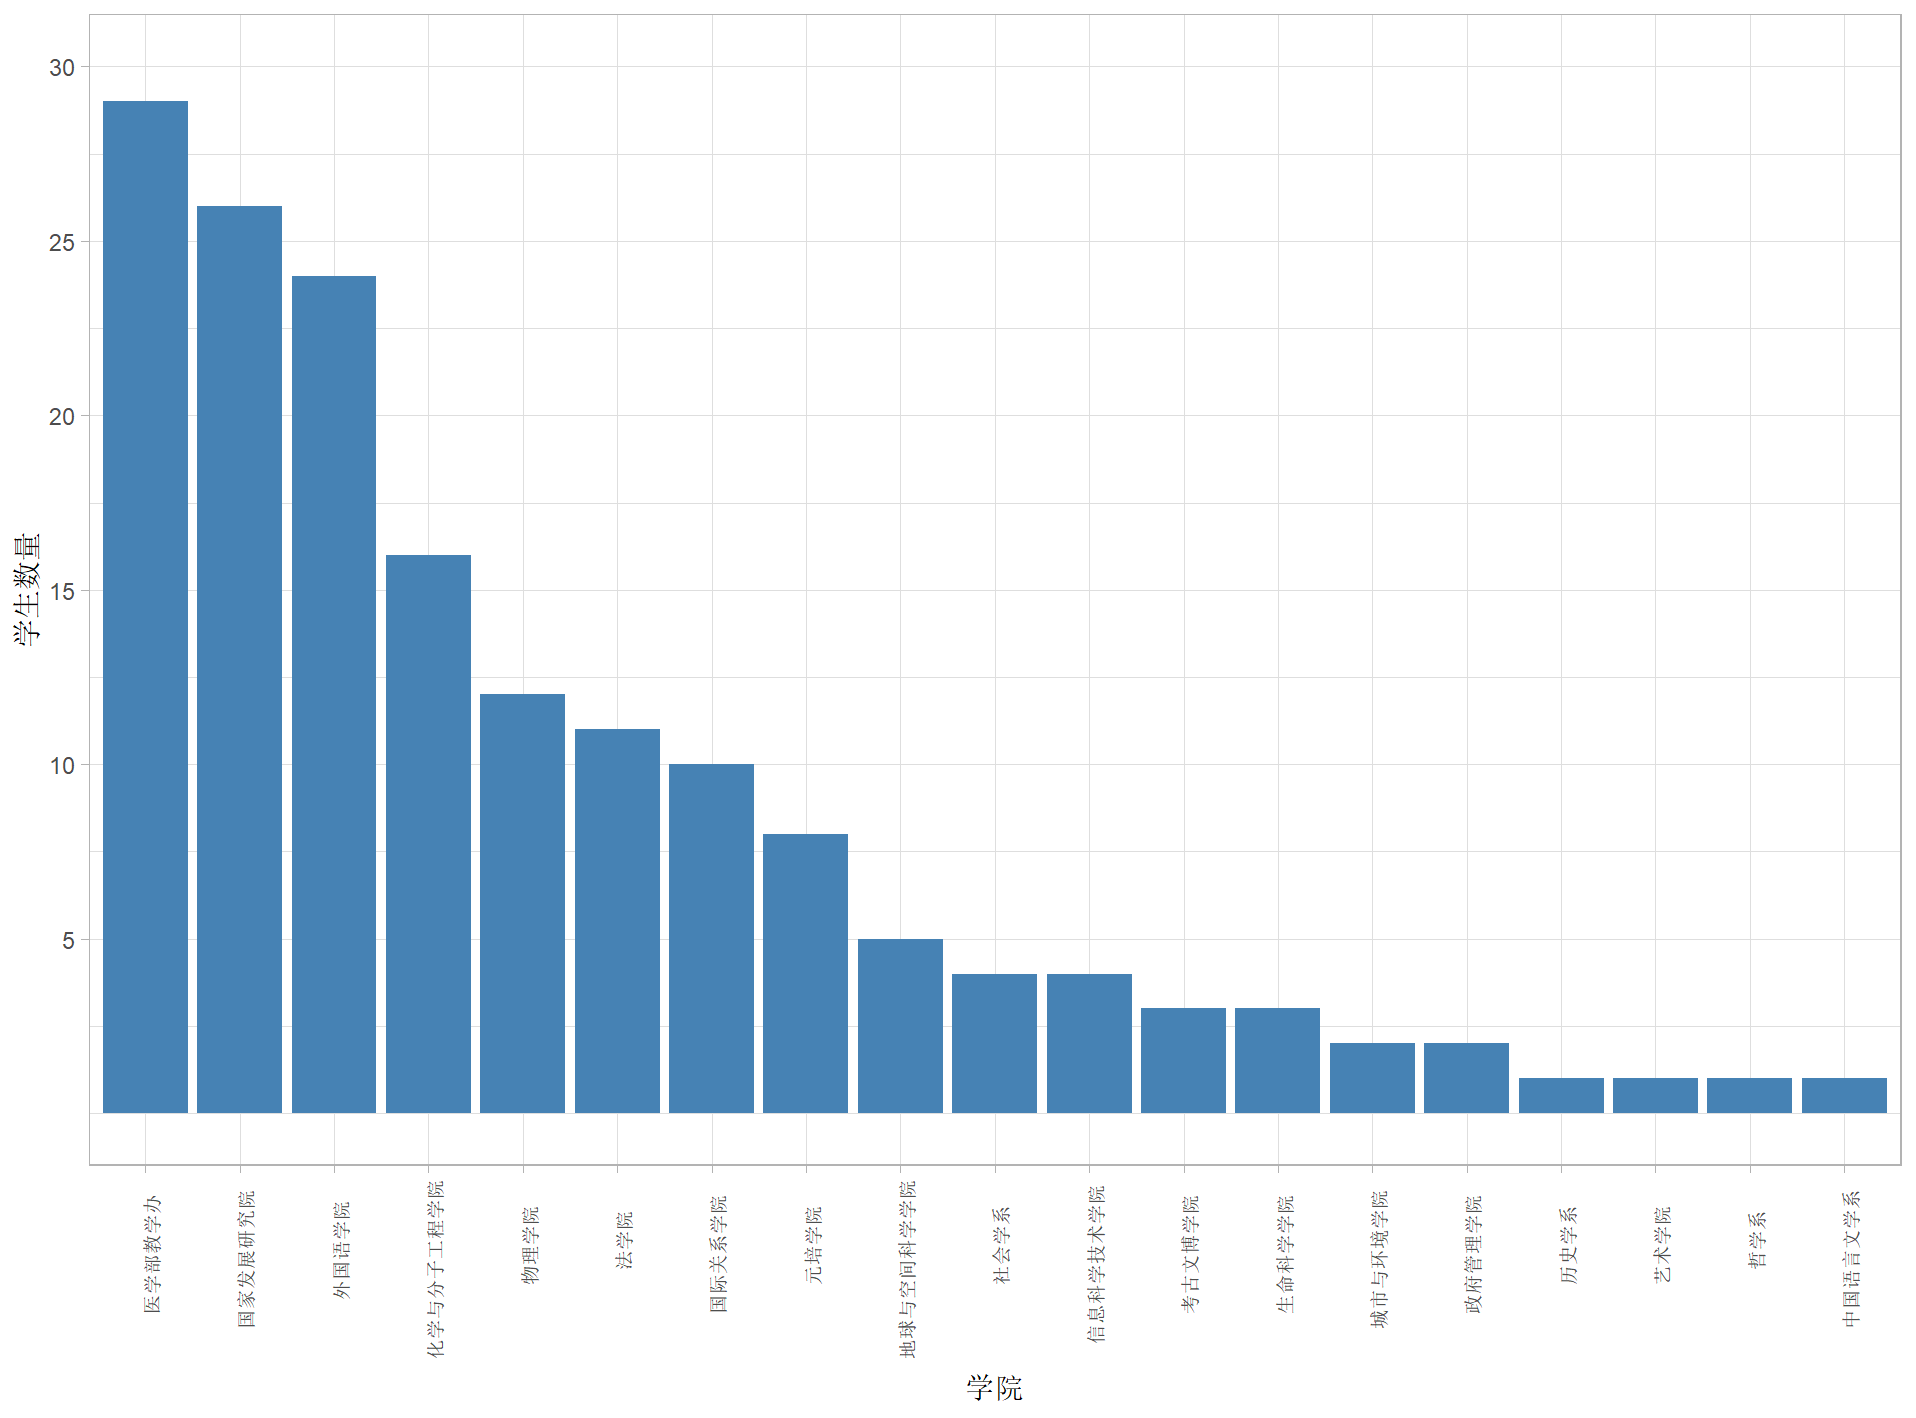 30
25
20
15
10
5
学生数量
医学部教学办
国家发展研究院
外国语学院
化学与分子工程学院
物理学院
法学院
国际关系学院
元培学院
地球与空间科学学院
社会学系
信息科学技术学院
考古文博学院
生命科学学院
城市与环境学院
政府管理学院
历史学系
艺术学院
哲学系
中国语言文学系
学院